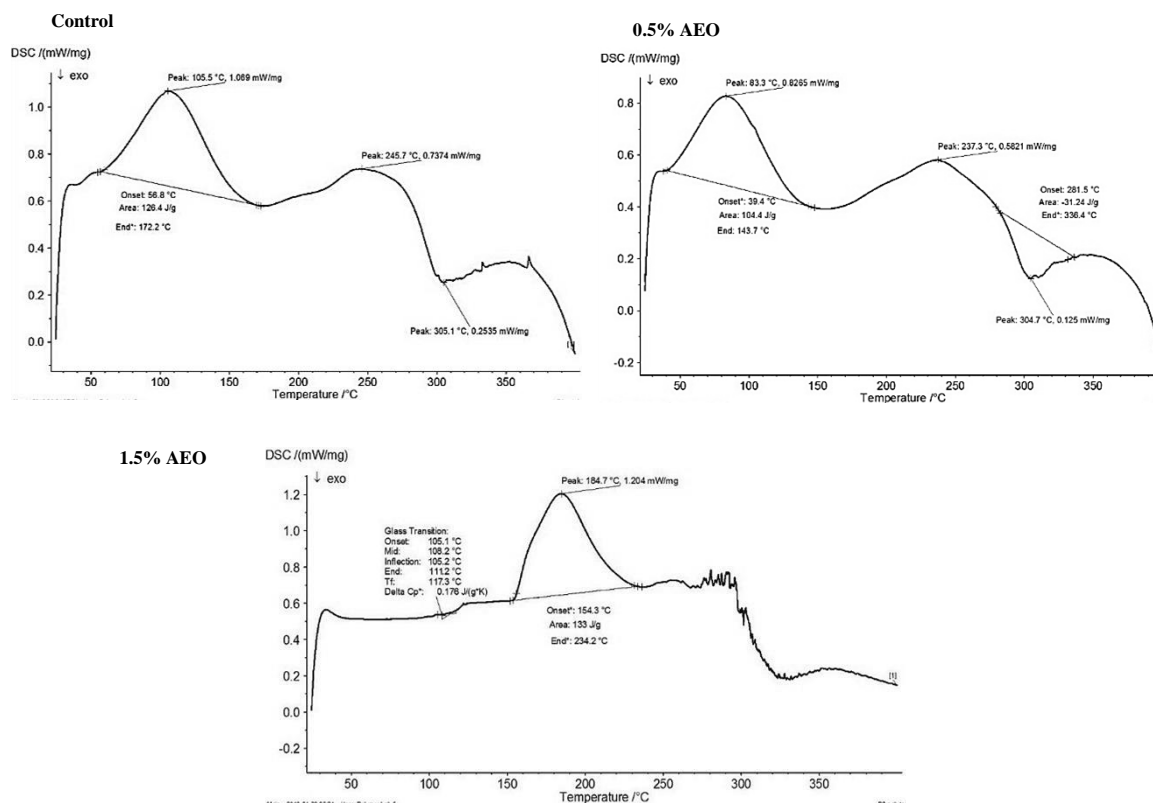 Control
DSC /(mW/mg)
↓ exo
Peak: 105.5 °C, 1.069 mW/mg
1.0
0.8
Peak: 245.7 °C, 0.7374 mW/mg
0.6
Onset: 56.8 °C
Area: 126.4 J/g
End*: 172.2 °C
0.4
0.2
Peak: 305.1 °C, 0.2535 mW/mg
0.0
[1]
50 100 150 200 250 300 350
Temperature /°C
0.5% AEO
DSC /(mW/mg)
↓ exo
Peak: 83.3 °C, 0.8265 mW/mg
0.8
Peak: 237.3 °C, 0.5821 mW/mg
0.6
Onset: 281.5 °C
Area: -31.24 J/g
End*: 336.4 °C
0.4
Onset*: 39.4 °C
Area: 104.4 J/g
End: 143.7 °C
0.2
Peak: 304.7 °C, 0.125 mW/mg
0.0
-0.2
50 100 150 200 250 300 350
Temperature /°C
1.5% AEO
DSC /(mW/mg)
↓ exo
Peak: 184.7 °C, 1.204 mW/mg
1.2
1.0
Glass Transition:
Onset: 105.1 °C
Mid: 108.2 °C
Inflection: 105.2 °C
End: 111.2 °C
Tf: 117.3 °C
Delta Cp*: 0.178 J/(g*K)
0.8
0.6
Onset*: 154.3 °C
Area: 133 J/g
End*: 234.2 °C
0.4
0.2
[1]
0.0
-0.2
50 100 150 200 250 300 350
Temperature /°C